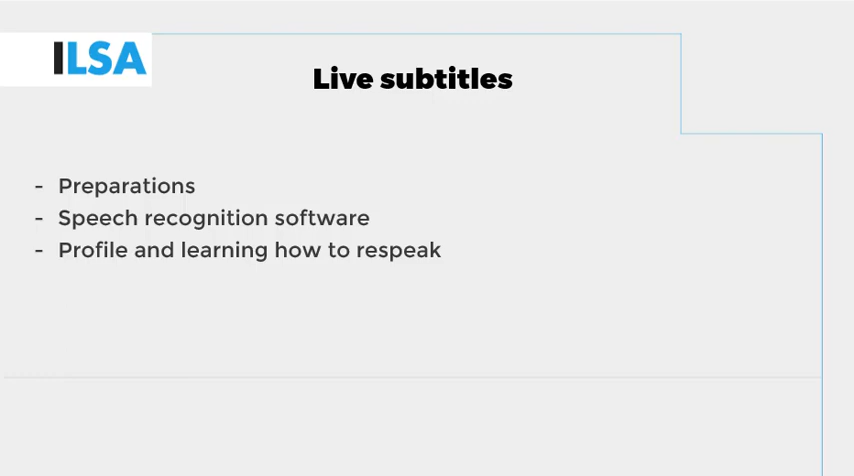 ILSA
Live subtitles
- Preparations
- Speech recognition software
- Profile and learning how to respeak